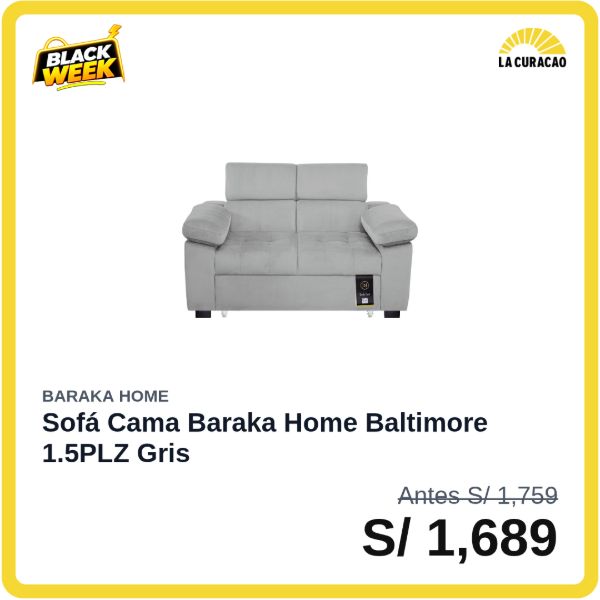 BLACK
WEEK
LA CURACAO
BARAKA HOME
Sofá Cama Baraka Home Baltimore
1.5PLZ Gris
Antes S/ 1,759
S/ 1,689